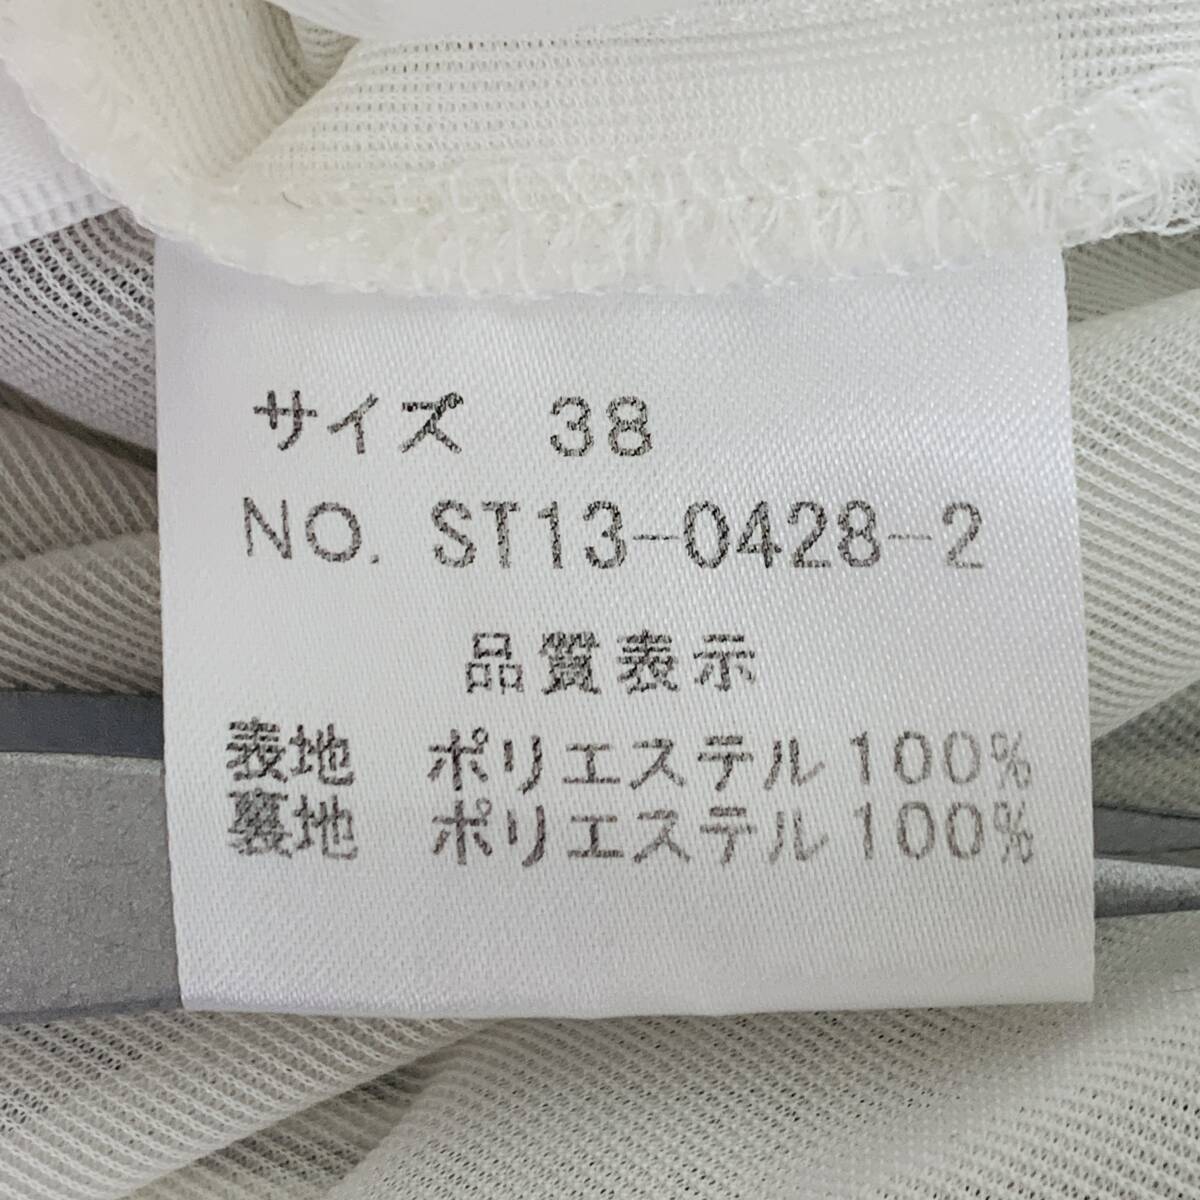 サイズ 38
NO. ST13-0428-2
品質表示
表地 ポリエステル100%
裏地 ポリエステル100%